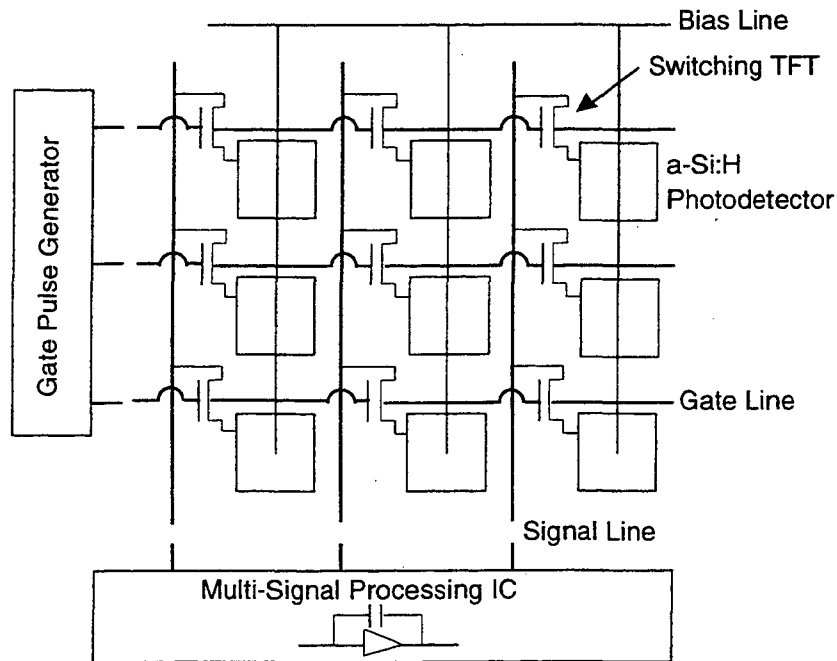 Bias Line
Switching TFT
a-Si:H
Photodetector
Gate Pulse Generator
Gate Line
Signal Line
Multi-Signal Processing IC